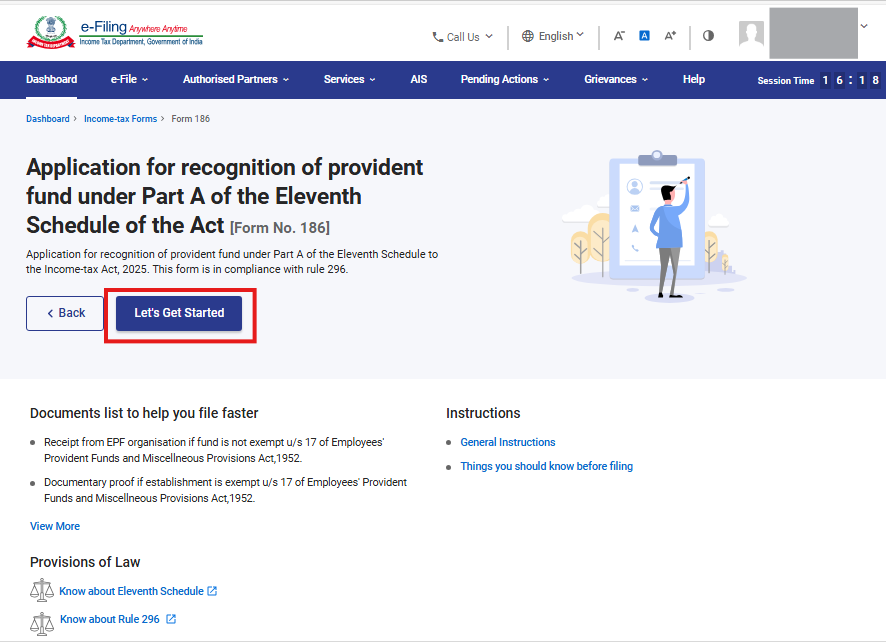 e-Filing Anywhere Anytime
Income Tax Department, Government of India
Call Us
English
A-
A
A+
Dashboard
e-File
Authorised Partners
Services
AIS
Pending Actions
Grievances
Help
Session Time 1 6 : 1 8
Dashboard > Income-tax Forms > Form 186
Application for recognition of provident
fund under Part A of the Eleventh
Schedule of the Act [Form No. 186]
Application for recognition of provident fund under Part A of the Eleventh Schedule to
the Income-tax Act, 2025. This form is in compliance with rule 296.
< Back
Let's Get Started
Documents list to help you file faster
Receipt from EPF organisation if fund is not exempt u/s 17 of Employees'
Provident Funds and Miscellneous Provisions Act,1952.
Documentary proof if establishment is exempt u/s 17 of Employees' Provident
Funds and Miscellneous Provisions Act,1952.
View More
Instructions
General Instructions
Things you should know before filing
Provisions of Law
Know about Eleventh Schedule
Know about Rule 296